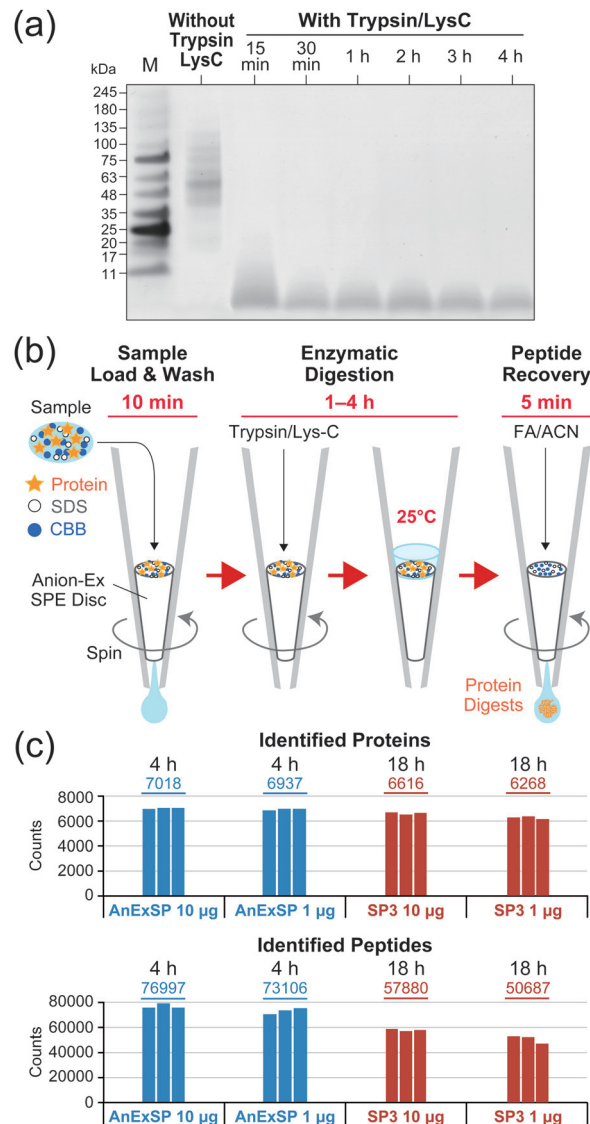 (a)
Without Trypsin LysC
With Trypsin/LysC
kDa M 15 min 30 min 1 h 2 h 3 h 4 h
245
180
135
100
75
63
48
35
25
20
17
11
(b)
Sample Load & Wash
10 min
Enzymatic Digestion
1–4 h
Peptide Recovery
5 min
Sample
Protein
SDS
CBB
Anion-Ex SPE Disc
Spin
Trypsin/Lys-C
25°C
FA/ACN
Protein Digests
(c)
Identified Proteins
4 h 4 h 18 h 18 h
7018 6937 6616 6268
Counts
8000
6000
4000
2000
0
AnExSP 10 µg AnExSP 1 µg SP3 10 µg SP3 1 µg
Identified Peptides
4 h 4 h 18 h 18 h
76997 73106 57880 50687
Counts
80000
60000
40000
20000
0
AnExSP 10 µg AnExSP 1 µg SP3 10 µg SP3 1 µg